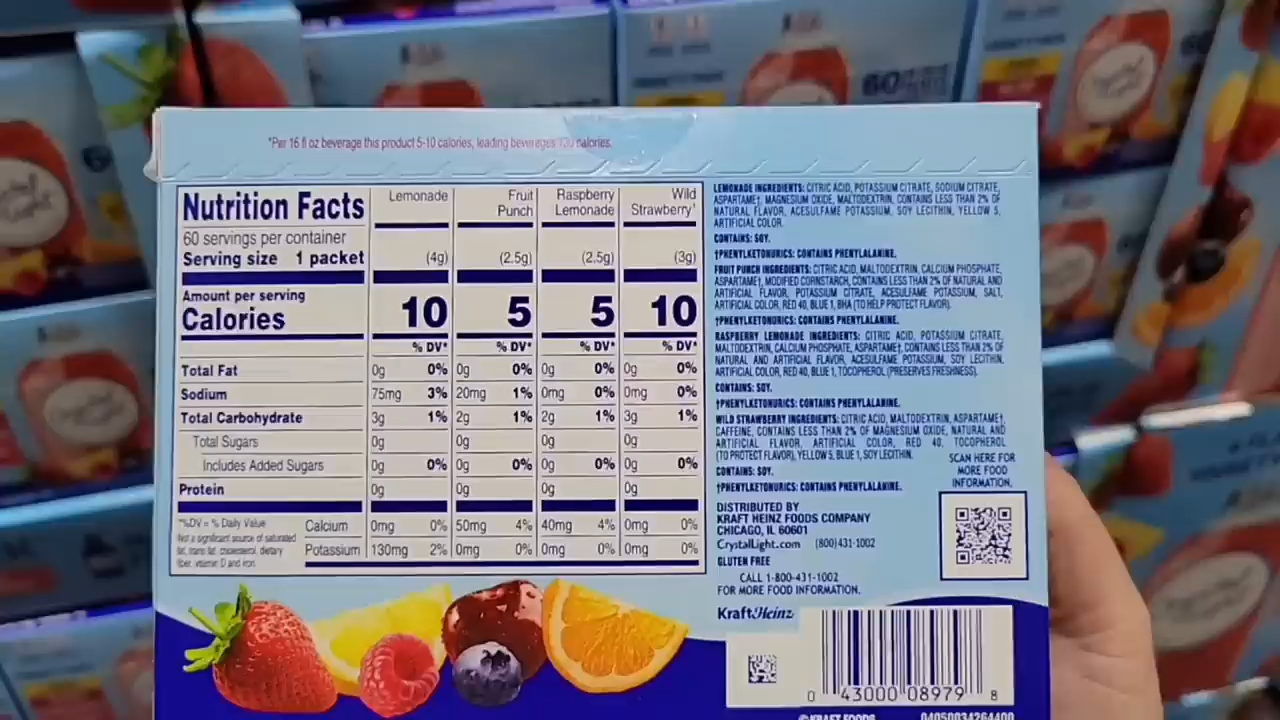 60
*Per 16 fl oz beverage this product 5-10 calories, leading beverages 120 calories.
Nutrition Facts
60 servings per container
Serving size 1 packet
Lemonade Fruit Punch Raspberry Lemonade Wild Strawberry†
(4g) (2.5g) (2.5g) (3g)
Amount per serving
Calories 10 5 5 10
% DV* % DV* % DV* % DV*
Total Fat 0g 0% 0g 0% 0g 0% 0g 0%
Sodium 75mg 3% 20mg 1% 0mg 0% 0mg 0%
Total Carbohydrate 3g 1% 2g 1% 2g 1% 3g 1%
Total Sugars 0g 0g 0g 0g
Includes Added Sugars 0g 0% 0g 0% 0g 0% 0g 0%
Protein 0g 0g 0g 0g
Calcium 0mg 0% 50mg 4% 40mg 4% 0mg 0%
Potassium 130mg 2% 0mg 0% 0mg 0% 0mg 0%
*%DV = % Daily Value
Not a significant source of saturated
fat, trans fat, cholesterol, dietary
fiber, vitamin D and iron
LEMONADE INGREDIENTS: CITRIC ACID, POTASSIUM CITRATE, SODIUM CITRATE,
ASPARTAME†, MAGNESIUM OXIDE, MALTODEXTRIN, CONTAINS LESS THAN 2% OF
NATURAL FLAVOR, ACESULFAME POTASSIUM, SOY LECITHIN, YELLOW 5,
ARTIFICIAL COLOR.
CONTAINS: SOY.
†PHENYLKETONURICS: CONTAINS PHENYLALANINE.
FRUIT PUNCH INGREDIENTS: CITRIC ACID, MALTODEXTRIN, CALCIUM PHOSPHATE,
ASPARTAME†, MODIFIED CORNSTARCH, CONTAINS LESS THAN 2% OF NATURAL AND
ARTIFICIAL FLAVOR, POTASSIUM CITRATE, ACESULFAME POTASSIUM, SALT,
ARTIFICIAL COLOR, RED 40, BLUE 1, BHA (TO HELP PROTECT FLAVOR).
†PHENYLKETONURICS: CONTAINS PHENYLALANINE.
RASPBERRY LEMONADE INGREDIENTS: CITRIC ACID, POTASSIUM CITRATE,
MALTODEXTRIN, CALCIUM PHOSPHATE, ASPARTAME†, CONTAINS LESS THAN 2% OF
NATURAL AND ARTIFICIAL FLAVOR, ACESULFAME POTASSIUM, SOY LECITHIN,
ARTIFICIAL COLOR, RED 40, BLUE 1, TOCOPHEROL (PRESERVES FRESHNESS).
CONTAINS: SOY.
†PHENYLKETONURICS: CONTAINS PHENYLALANINE.
WILD STRAWBERRY INGREDIENTS: CITRIC ACID, MALTODEXTRIN, ASPARTAME†,
CAFFEINE, CONTAINS LESS THAN 2% OF MAGNESIUM OXIDE, NATURAL AND
ARTIFICIAL FLAVOR, ARTIFICIAL COLOR, RED 40, TOCOPHEROL
(TO PROTECT FLAVOR), YELLOW 5, BLUE 1, SOY LECITHIN.
CONTAINS: SOY.
†PHENYLKETONURICS: CONTAINS PHENYLALANINE.
SCAN HERE FOR
MORE FOOD
INFORMATION.
DISTRIBUTED BY
KRAFT HEINZ FOODS COMPANY
CHICAGO, IL 60601
CrystalLight.com (800)431-1002
GLUTEN FREE
CALL 1-800-431-1002
FOR MORE FOOD INFORMATION.
KraftHeinz
0 43000 08979 8
© KRAFT FOODS 04050034264400